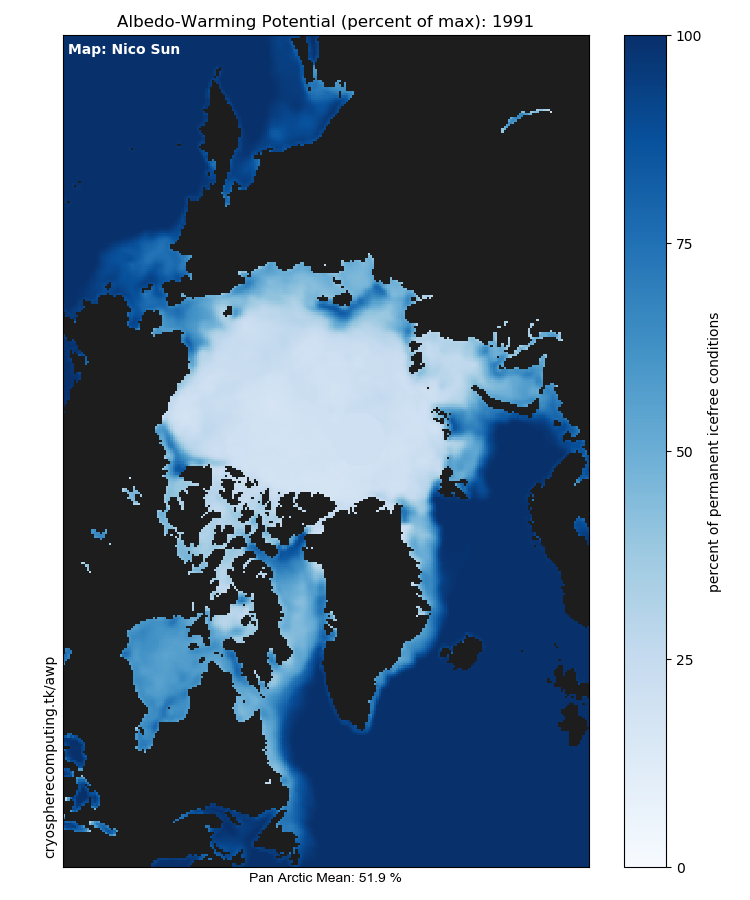 Albedo-Warming Potential (percent of max): 1991
Map: Nico Sun
100
75
50
25
0
percent of permanent icefree conditions
cryospherecomputing.tk/awp
Pan Arctic Mean: 51.9 %